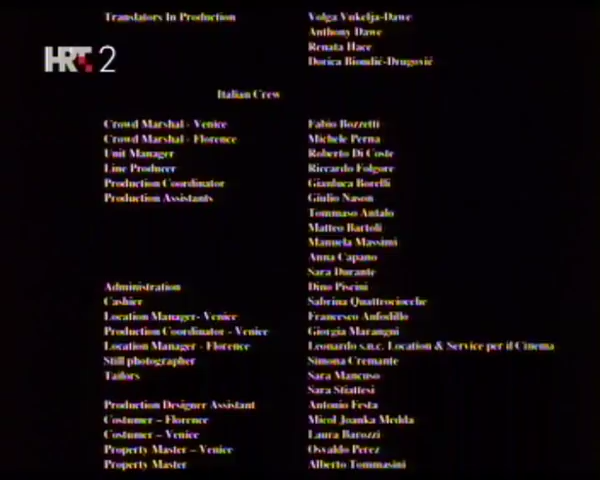 Translators In Production Volga Vukelja-Dawe
Anthony Dawe
Renata Hace
Dorica Biondić-Drugović
HRT 2
Italian Crew
Crowd Marshal - Venice Fabio Bozzetti
Crowd Marshal - Florence Michele Perna
Unit Manager Roberto Di Coste
Line Producer Riccardo Folgore
Production Coordinator Gianluca Borelli
Production Assistants Giulio Nason
Tommaso Antalo
Matteo Bartoli
Manuela Massimi
Anna Capano
Sara Durante
Administration Dino Piscini
Cashier Sabrina Quattrociocche
Location Manager- Venice Francesco Anfodillo
Production Coordinator - Venice Giorgia Marangni
Location Manager - Florence Leonardo s.n.c. Location & Service per il Cinema
Still photographer Simona Cremante
Tailors Sara Mancuso
Sara Stiattesi
Production Designer Assistant Antonio Festa
Costumer – Florence Micol Joanka Medda
Costumer – Venice Laura Barozzi
Property Master – Venice Osvaldo Perez
Property Master Alberto Tommasini